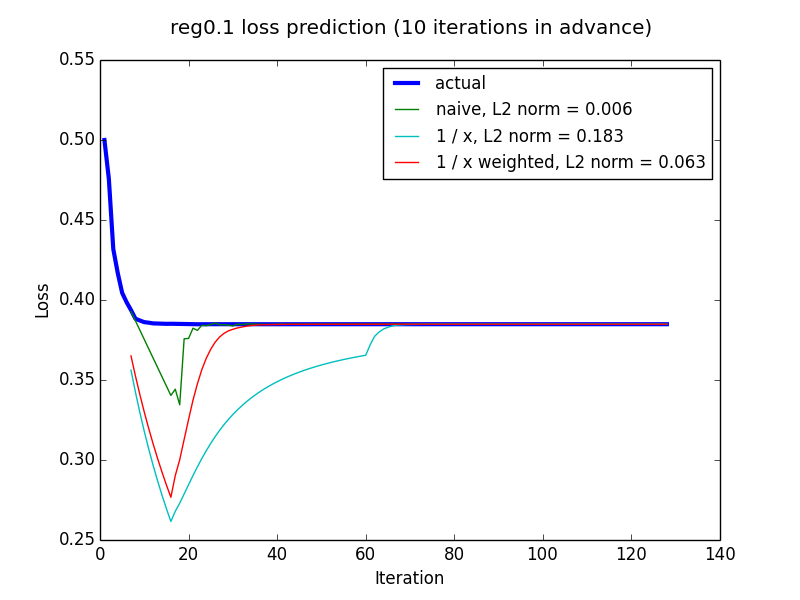 reg0.1 loss prediction (10 iterations in advance)
0.55
0.50
0.45
0.40
0.35
0.30
0.25
Loss
actual
naive, L2 norm = 0.006
1 / x, L2 norm = 0.183
1 / x weighted, L2 norm = 0.063
0 20 40 60 80 100 120 140
Iteration